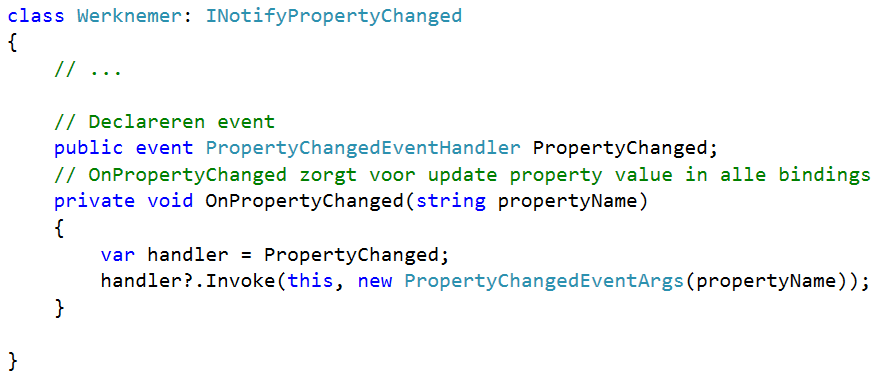 class Werknemer: INotifyPropertyChanged
{
    // ...
    // Declareren event
    public event PropertyChangedEventHandler PropertyChanged;
    // OnPropertyChanged zorgt voor update property value in alle bindings
    private void OnPropertyChanged(string propertyName)
    {
        var handler = PropertyChanged;
        handler?.Invoke(this, new PropertyChangedEventArgs(propertyName));
    }
}